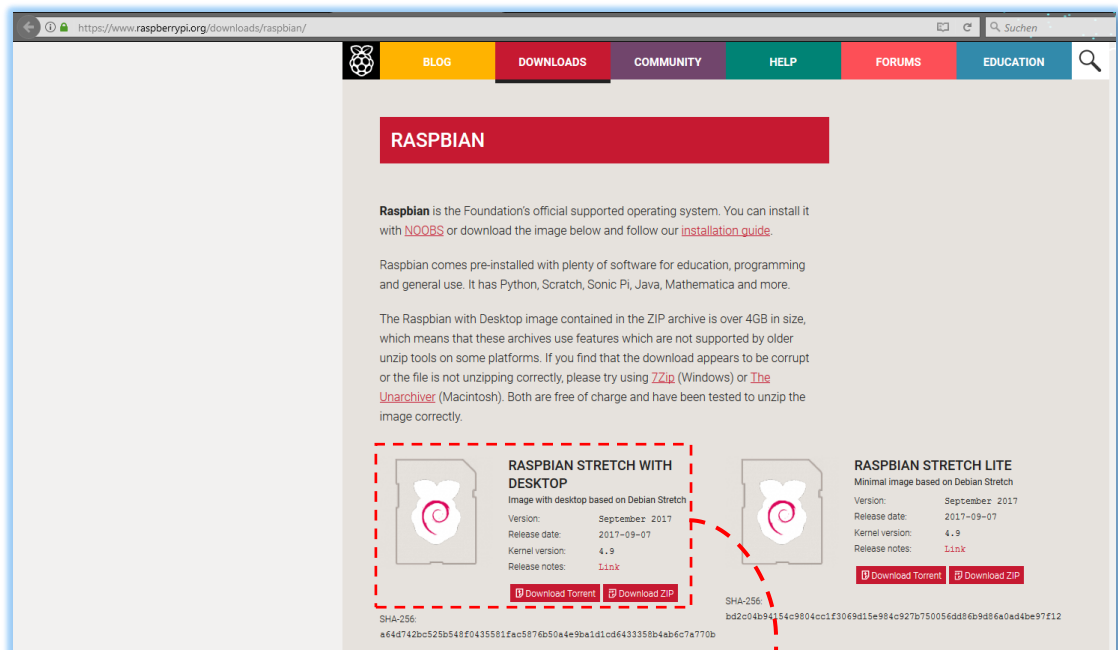 https://www.raspberrypi.org/downloads/raspbian/
Suchen
BLOG
DOWNLOADS
COMMUNITY
HELP
FORUMS
EDUCATION
RASPBIAN
Raspbian is the Foundation's official supported operating system. You can install it
with NOOBS or download the image below and follow our installation guide.
Raspbian comes pre-installed with plenty of software for education, programming
and general use. It has Python, Scratch, Sonic Pi, Java, Mathematica and more.
The Raspbian with Desktop image contained in the ZIP archive is over 4GB in size,
which means that these archives use features which are not supported by older
unzip tools on some platforms. If you find that the download appears to be corrupt
or the file is not unzipping correctly, please try using 7Zip (Windows) or The
Unarchiver (Macintosh). Both are free of charge and have been tested to unzip the
image correctly.
RASPBIAN STRETCH WITH
DESKTOP
Image with desktop based on Debian Stretch
Version: September 2017
Release date: 2017-09-07
Kernel version: 4.9
Release notes: Link
Download Torrent Download ZIP
SHA-256:
a64d742bc525b548f0435581fac5876b50a4e9ba1d1cd6433358b4ab6c7a770b
RASPBIAN STRETCH LITE
Minimal image based on Debian Stretch
Version: September 2017
Release date: 2017-09-07
Kernel version: 4.9
Release notes: Link
Download Torrent Download ZIP
SHA-256:
bd2c04b94154c9804cc1f3069d15e984c927b750056dd86b9d86a0ad4be97f12